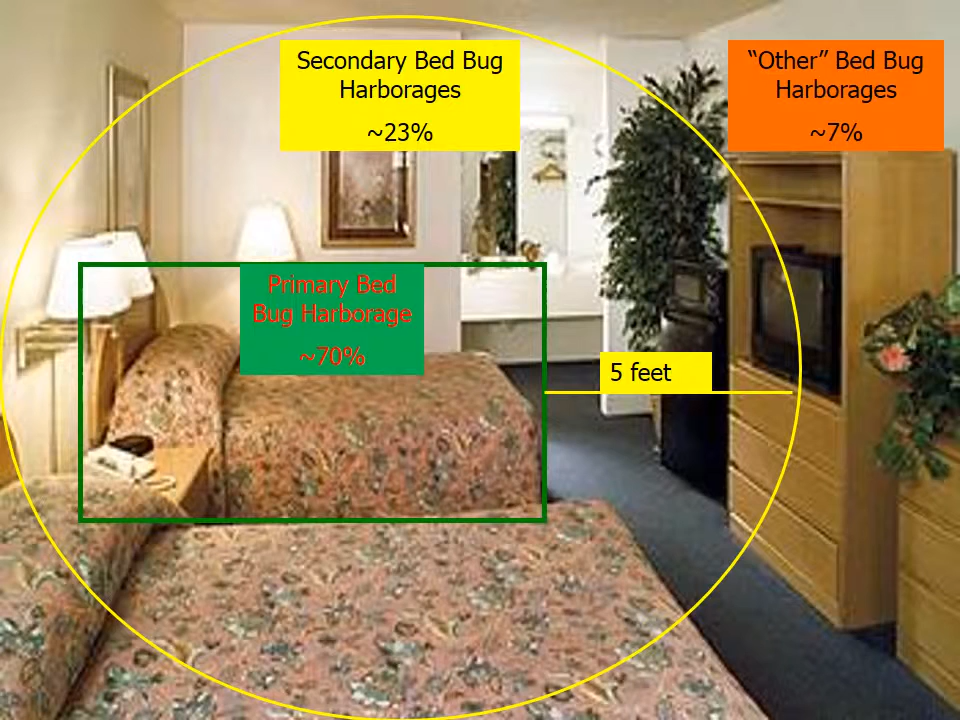 Secondary Bed Bug
Harborages
~23%
“Other” Bed Bug
Harborages
~7%
Primary Bed
Bug Harborage
~70%
5 feet